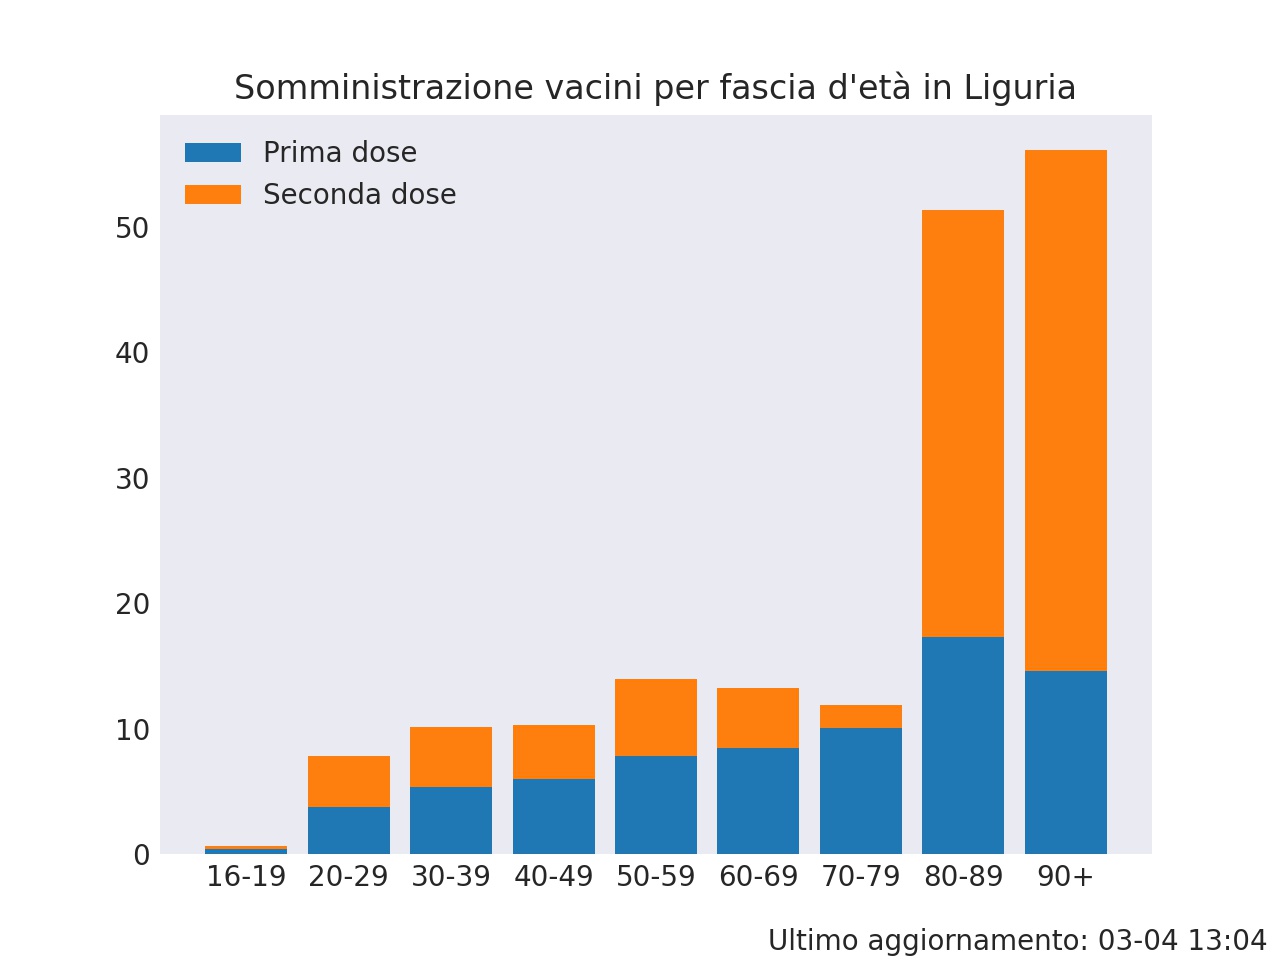 Somministrazione vacini per fascia d'età in Liguria
Prima dose
Seconda dose
50
40
30
20
10
0
16-19 20-29 30-39 40-49 50-59 60-69 70-79 80-89 90+
Ultimo aggiornamento: 03-04 13:04